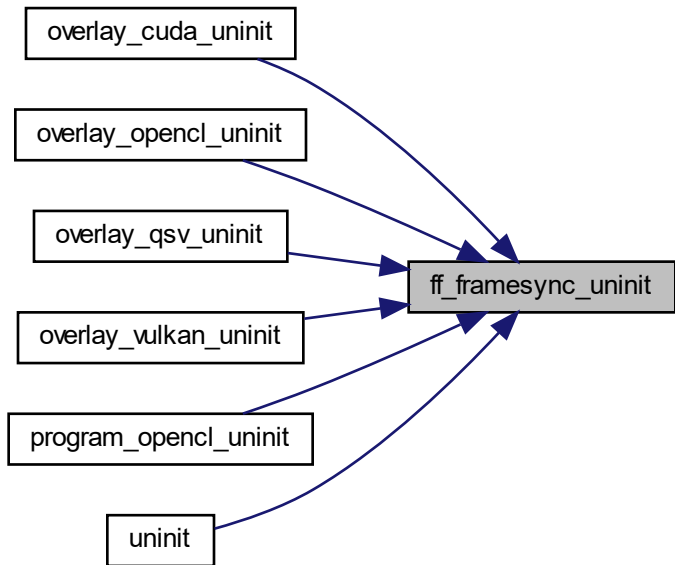 overlay_cuda_uninit
overlay_opencl_uninit
overlay_qsv_uninit
ff_framesync_uninit
overlay_vulkan_uninit
program_opencl_uninit
uninit